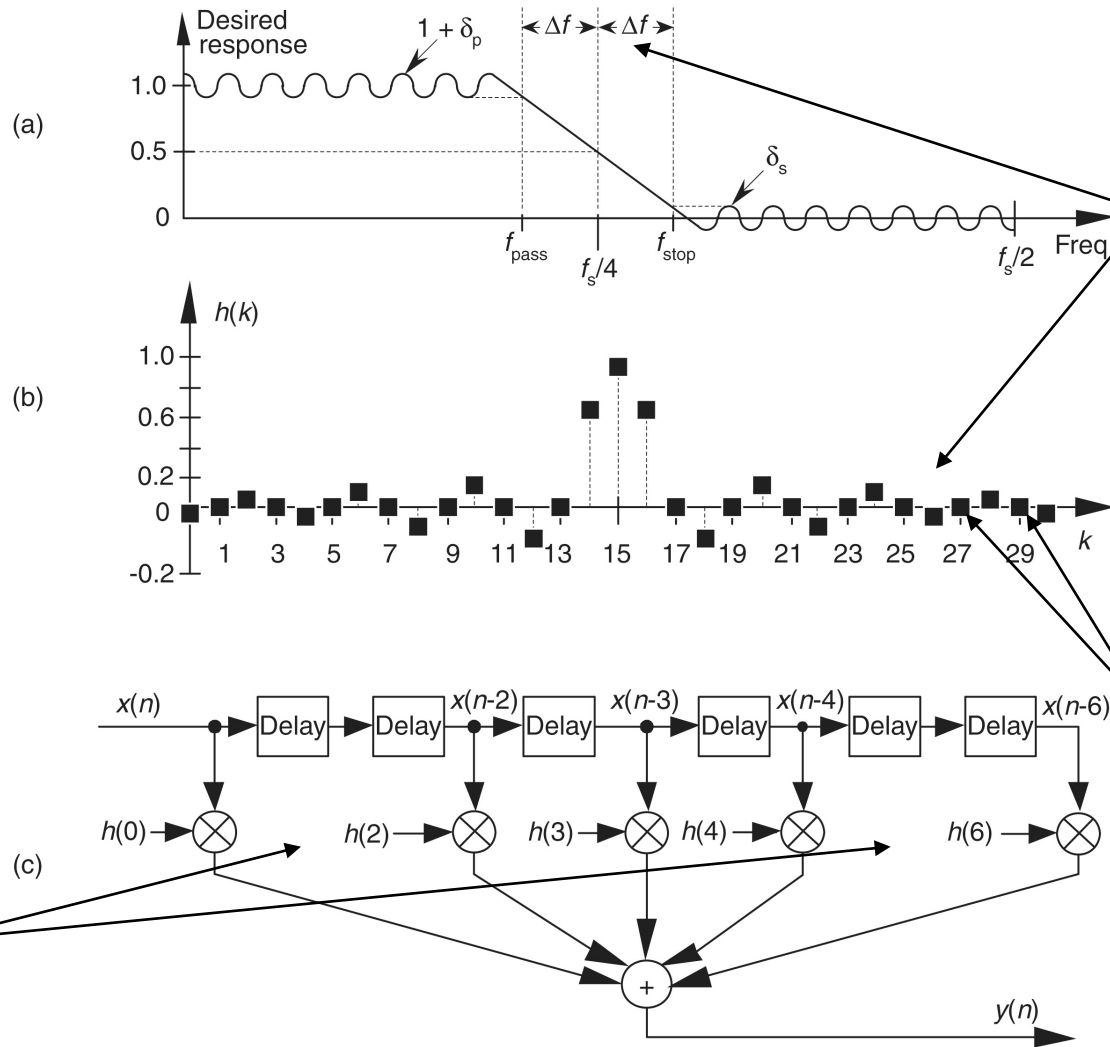 Desired
response
1 + δp
Δf
Δf
(a)
1.0
0.5
0
δs
fpass
fs/4
fstop
fs/2
Freq
h(k)
1.0
0.6
0.2
0
-0.2
(b)
1 3 5 7 9 11 13 15 17 19 21 23 25 27 29
k
x(n)
Delay
Delay
x(n-2)
Delay
x(n-3)
Delay
x(n-4)
Delay
Delay
x(n-6)
h(0)
h(2)
h(3)
h(4)
h(6)
(c)
+
y(n)